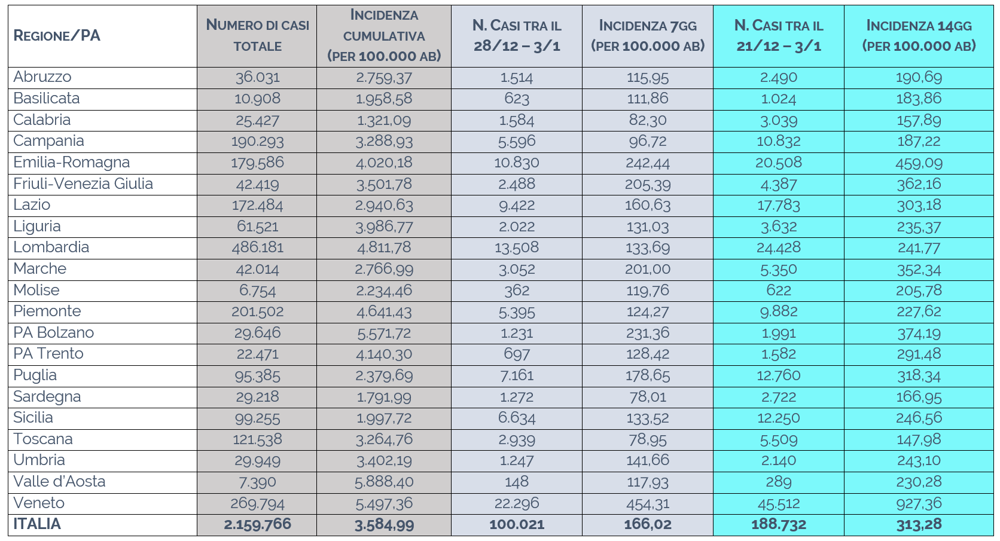 REGIONE/PA NUMERO DI CASI TOTALE INCIDENZA CUMULATIVA (PER 100.000 AB) N. CASI TRA IL 28/12 – 3/1 INCIDENZA 7GG (PER 100.000 AB) N. CASI TRA IL 21/12 – 3/1 INCIDENZA 14GG (PER 100.000 AB)
Abruzzo 36.031 2.759,37 1.514 115,95 2.490 190,69
Basilicata 10.908 1.958,58 623 111,86 1.024 183,86
Calabria 25.427 1.321,09 1.584 82,30 3.039 157,89
Campania 190.293 3.288,93 5.596 96,72 10.832 187,22
Emilia-Romagna 179.586 4.020,18 10.830 242,44 20.508 459,09
Friuli-Venezia Giulia 42.419 3.501,78 2.488 205,39 4.387 362,16
Lazio 172.484 2.940,63 9.422 160,63 17.783 303,18
Liguria 61.521 3.986,77 2.022 131,03 3.632 235,37
Lombardia 486.181 4.811,78 13.508 133,69 24.428 241,77
Marche 42.014 2.766,99 3.052 201,00 5.350 352,34
Molise 6.754 2.234,46 362 119,76 622 205,78
Piemonte 201.502 4.641,43 5.395 124,27 9.882 227,62
PA Bolzano 29.646 5.571,72 1.231 231,36 1.991 374,19
PA Trento 22.471 4.140,30 697 128,42 1.582 291,48
Puglia 95.385 2.379,69 7.161 178,65 12.760 318,34
Sardegna 29.218 1.791,99 1.272 78,01 2.722 166,95
Sicilia 99.255 1.997,72 6.634 133,52 12.250 246,56
Toscana 121.538 3.264,76 2.939 78,95 5.509 147,98
Umbria 29.949 3.402,19 1.247 141,66 2.140 243,10
Valle d’Aosta 7.390 5.888,40 148 117,93 289 230,28
Veneto 269.794 5.497,36 22.296 454,31 45.512 927,36
ITALIA 2.159.766 3.584,99 100.021 166,02 188.732 313,28